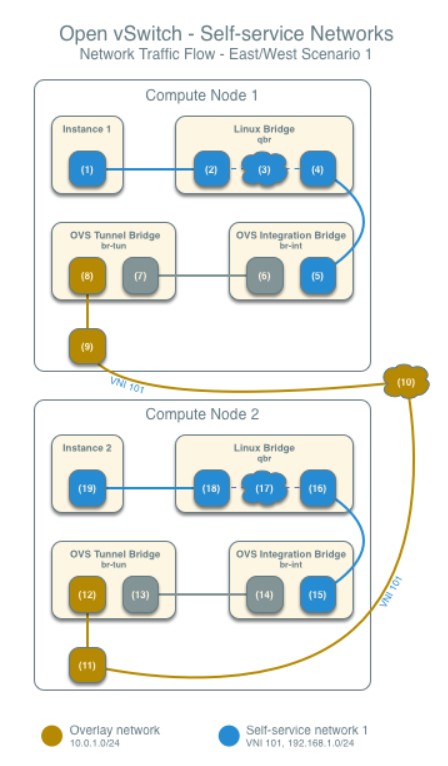 Open vSwitch - Self-service Networks
Network Traffic Flow - East/West Scenario 1
Compute Node 1
Instance 1
Linux Bridge
qbr
(1)
(2)
(3)
(4)
OVS Tunnel Bridge
br-tun
OVS Integration Bridge
br-int
(8)
(7)
(6)
(5)
(9)
VNI 101
(10)
Compute Node 2
Instance 2
Linux Bridge
qbr
(19)
(18)
(17)
(16)
OVS Tunnel Bridge
br-tun
OVS Integration Bridge
br-int
(12)
(13)
(14)
(15)
VNI 101
(11)
Overlay network
10.0.1.0/24
Self-service network 1
VNI 101, 192.168.1.0/24